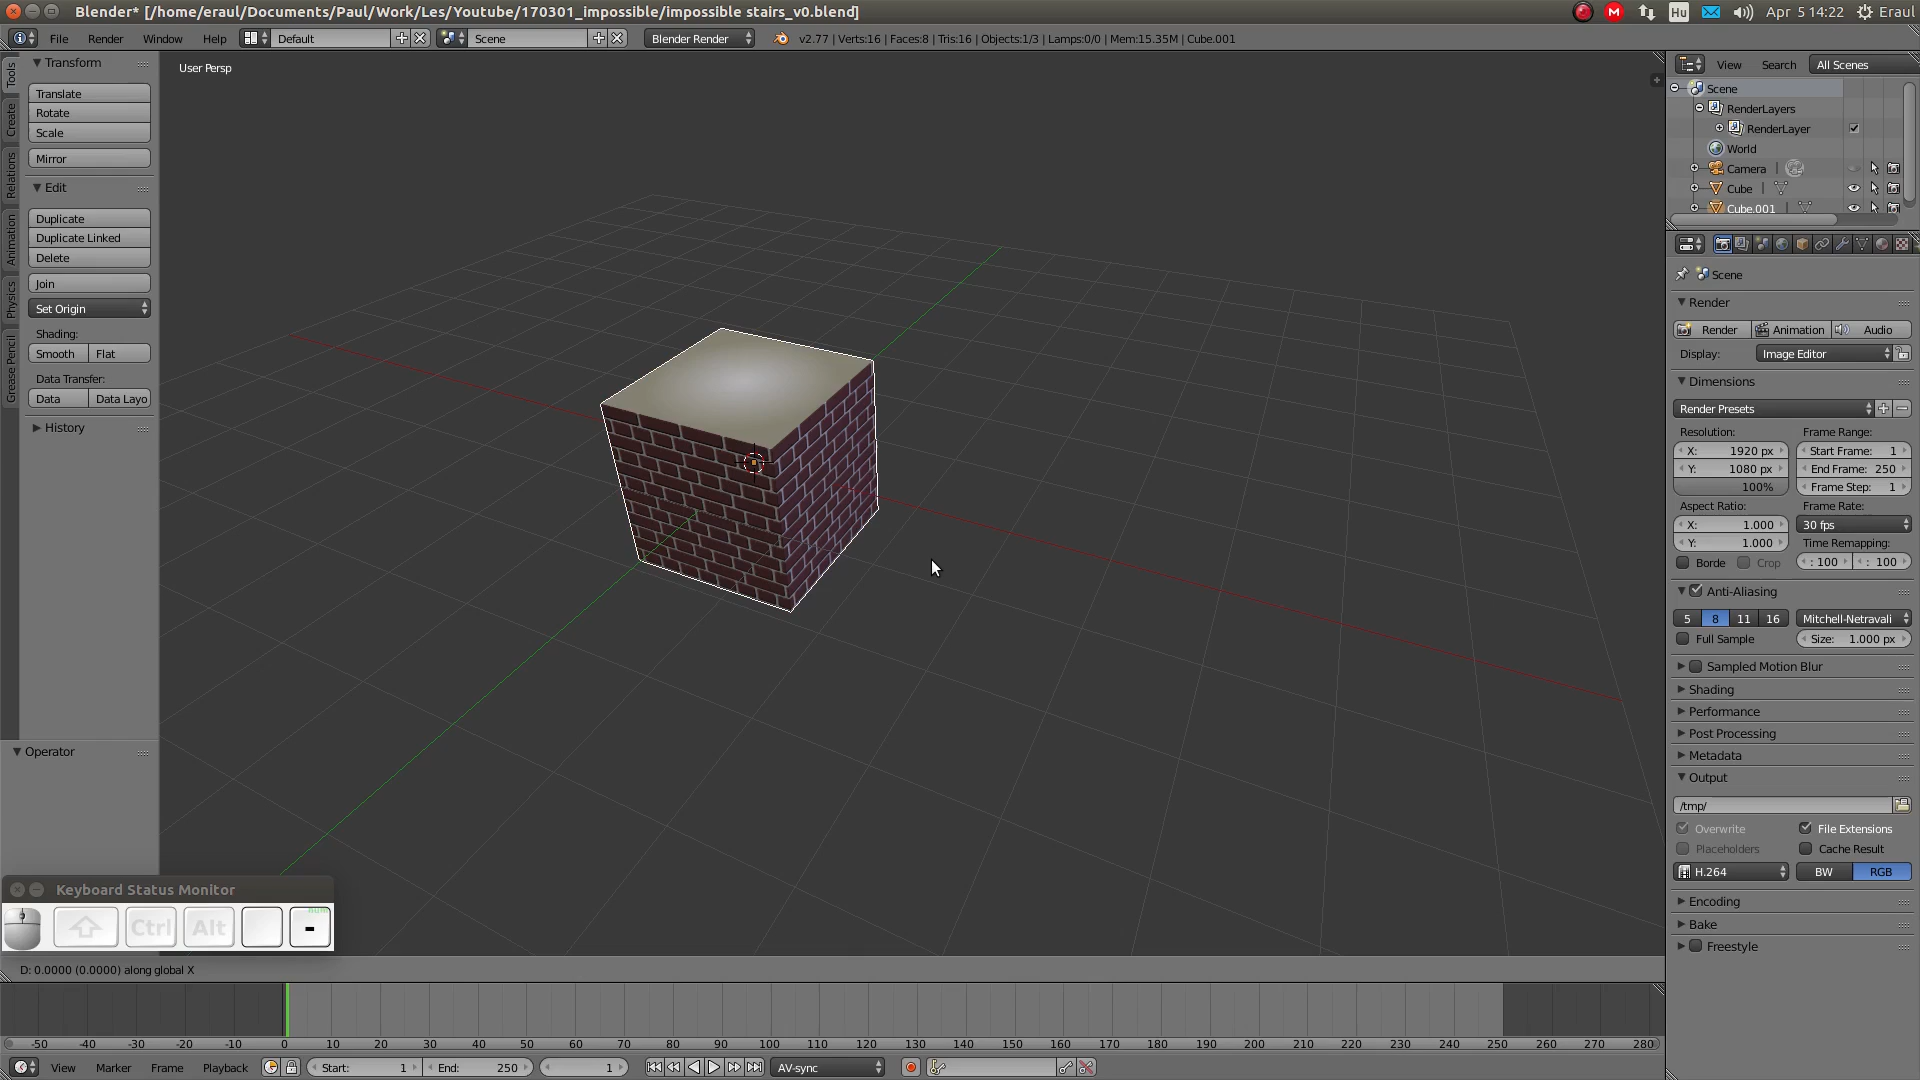 Blender* [/home/eraul/Documents/Paul/Work/Les/Youtube/170301_impossible/impossible stairs_v0.blend]
Hu Apr 5 14:22 Eraul
File Render Window Help Default Scene Blender Render v2.77 | Verts:16 | Faces:8 | Tris:16 | Objects:1/3 | Lamps:0/0 | Mem:15.35M | Cube.001
Tools
Create
Relations
Animation
Physics
Grease Pencil
Transform
Translate
Rotate
Scale
Mirror
Edit
Duplicate
Duplicate Linked
Delete
Join
Set Origin
Shading:
Smooth Flat
Data Transfer:
Data Data Layo
History
Operator
User Persp
Keyboard Status Monitor
Ctrl Alt -
D: 0.0000 (0.0000) along global X
-50 -40 -30 -20 -10 0 10 20 30 40 50 60 70 80 90 100 110 120 130 140 150 160 170 180 190 200 210 220 230 240 250 260 270 280
View Marker Frame Playback Start: 1 End: 250 1 AV-sync
View Search All Scenes
Scene
RenderLayers
RenderLayer
World
Camera
Cube
Cube.001
Scene
Render
Render Animation Audio
Display: Image Editor
Dimensions
Render Presets
Resolution: Frame Range:
X: 1920 px Start Frame: 1
Y: 1080 px End Frame: 250
100% Frame Step: 1
Aspect Ratio: Frame Rate:
X: 1.000 30 fps
Y: 1.000 Time Remapping:
Borde Crop : 100 : 100
Anti-Aliasing
5 8 11 16 Mitchell-Netravali
Full Sample Size: 1.000 px
Sampled Motion Blur
Shading
Performance
Post Processing
Metadata
Output
/tmp/
Overwrite File Extensions
Placeholders Cache Result
H.264 BW RGB
Encoding
Bake
Freestyle